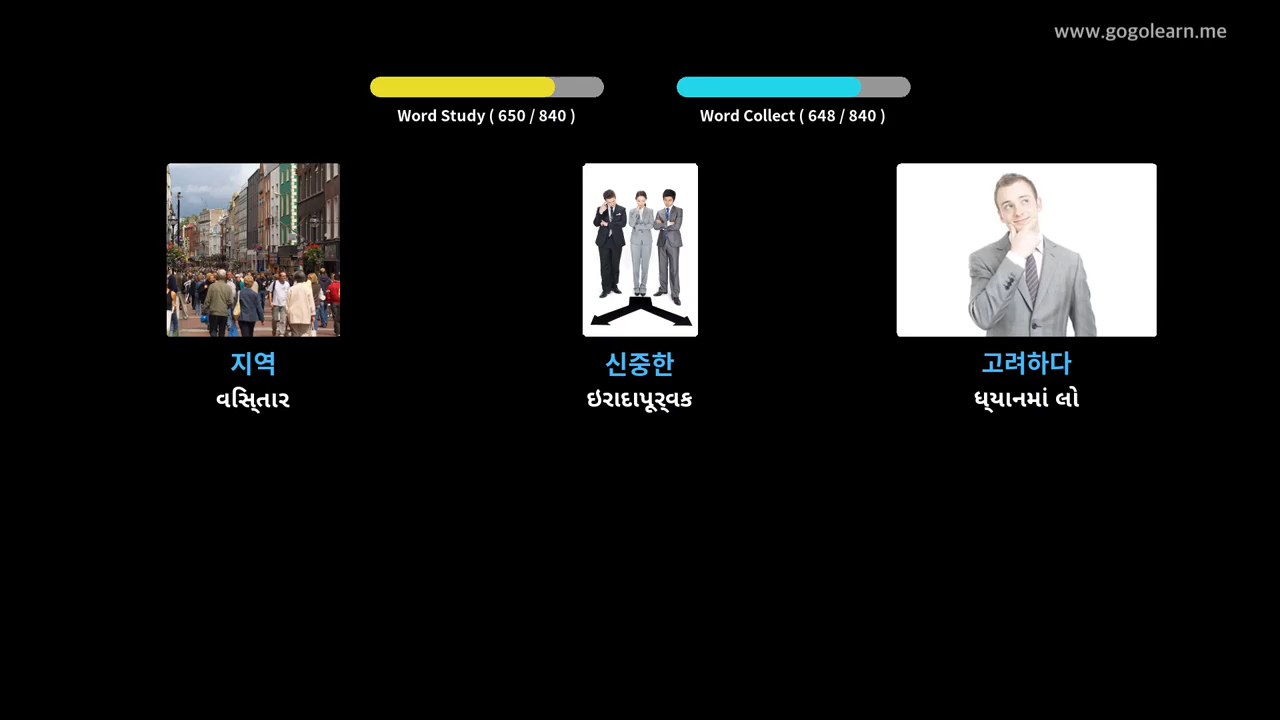 www.gogolearn.me
Word Study ( 650 / 840 )
Word Collect ( 648 / 840 )
지역
વિસ્તાર
신중한
ઇરાદાપૂર્વક
고려하다
ધ્યાનમાં લો